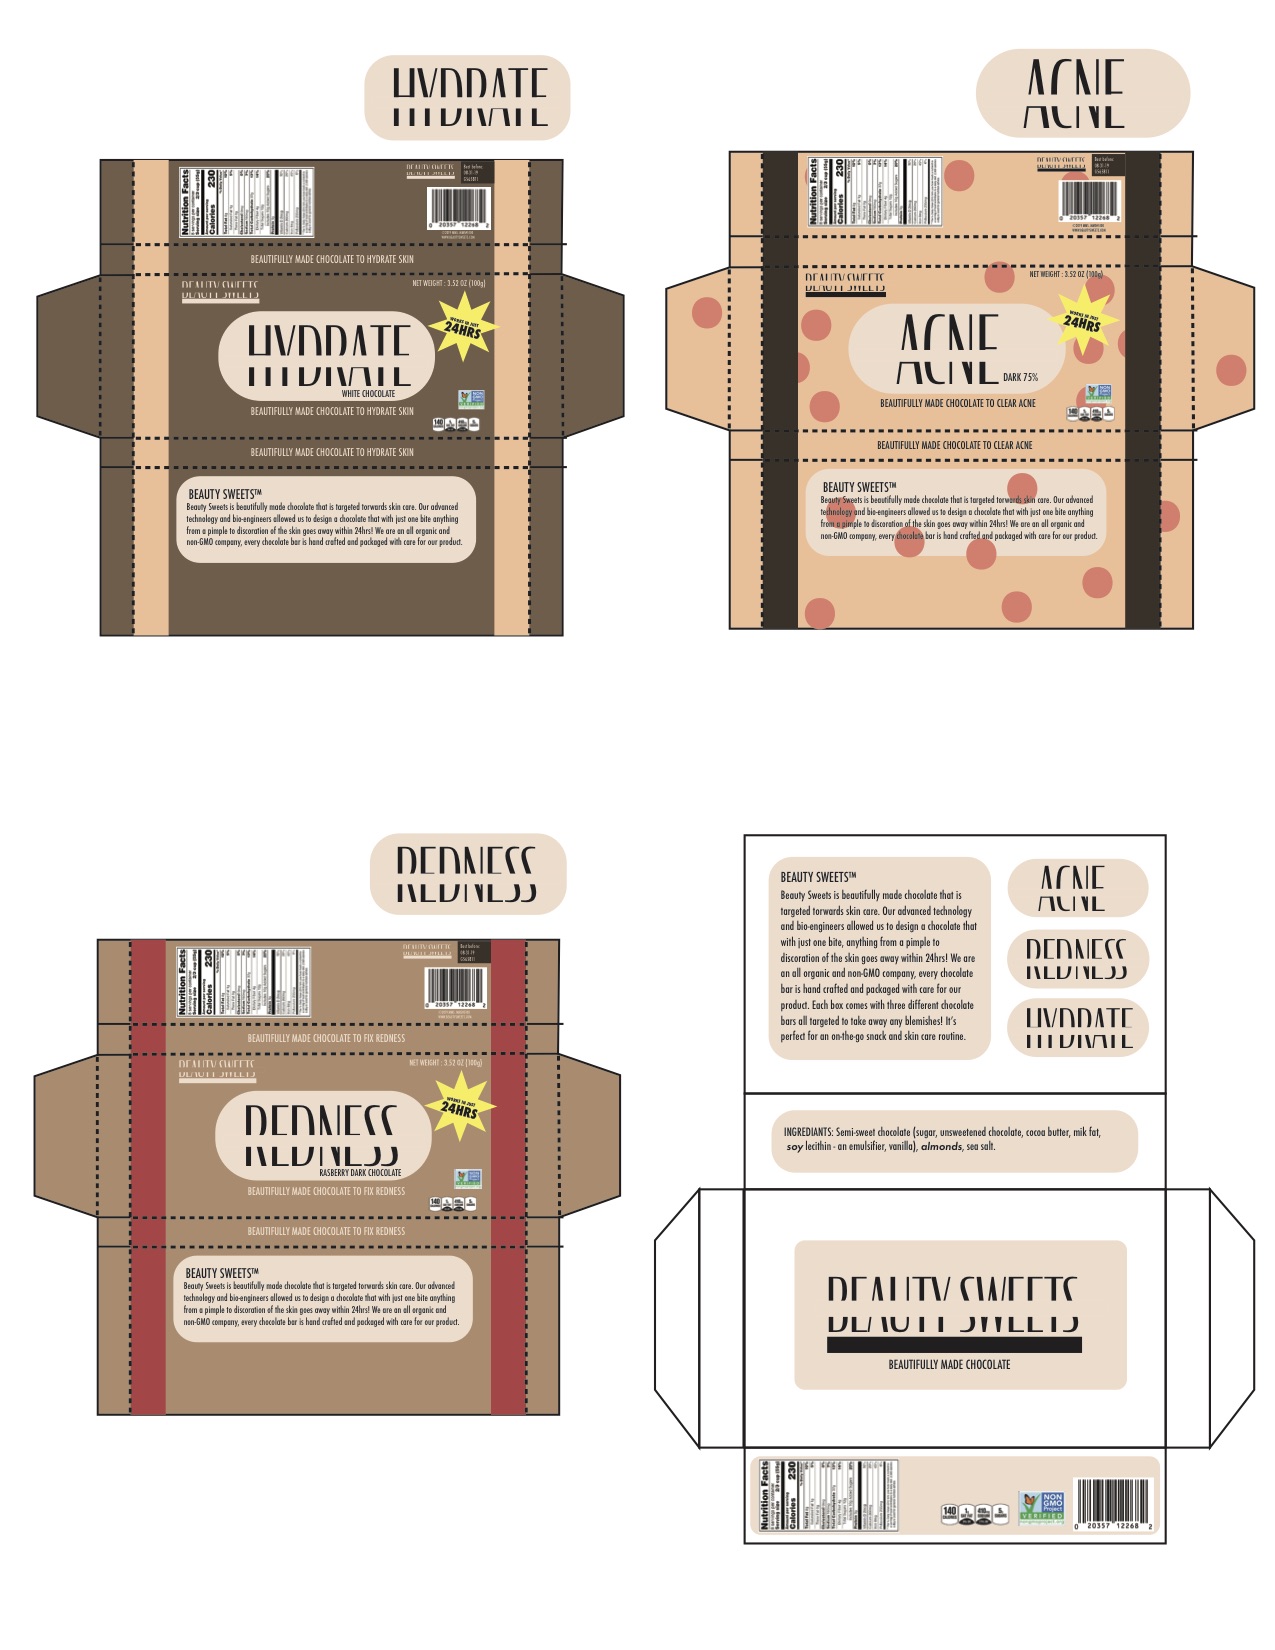 HYDRATE
Nutrition Facts
Calories 230
BEAUTY SWEETS
Best before
0 20357 12268 2
BEAUTIFULLY MADE CHOCOLATE TO HYDRATE SKIN
BEAUTY SWEETS
NET WEIGHT : 3.52 OZ (100g)
WORKS IN JUST
24HRS
HYDRATE
WHITE CHOCOLATE
NON GMO
VERIFIED
140
BEAUTIFULLY MADE CHOCOLATE TO HYDRATE SKIN
BEAUTIFULLY MADE CHOCOLATE TO HYDRATE SKIN
BEAUTY SWEETS™
Beauty Sweets is beautifully made chocolate that is targeted torwards skin care. Our advanced
technology and bio-engineers allowed us to design a chocolate that with just one bite anything
from a pimple to discoration of the skin goes away within 24hrs! We are an all organic and
non-GMO company, every chocolate bar is hand crafted and packaged with care for our product.
ACNE
Nutrition Facts
Calories 230
BEAUTY SWEETS
Best before
0 20357 12268 2
BEAUTY SWEETS
NET WEIGHT : 3.52 OZ (100g)
WORKS IN JUST
24HRS
ACNE
DARK 75%
NON GMO
VERIFIED
140
BEAUTIFULLY MADE CHOCOLATE TO CLEAR ACNE
BEAUTIFULLY MADE CHOCOLATE TO CLEAR ACNE
BEAUTY SWEETS™
Beauty Sweets is beautifully made chocolate that is targeted torwards skin care. Our advanced
technology and bio-engineers allowed us to design a chocolate that with just one bite anything
from a pimple to discoration of the skin goes away within 24hrs! We are an all organic and
non-GMO company, every chocolate bar is hand crafted and packaged with care for our product.
REDNESS
Nutrition Facts
Calories 230
BEAUTY SWEETS
Best before
0 20357 12268 2
BEAUTIFULLY MADE CHOCOLATE TO FIX REDNESS
BEAUTY SWEETS
NET WEIGHT : 3.52 OZ (100g)
WORKS IN JUST
24HRS
REDNESS
RASBERRY DARK CHOCOLATE
NON GMO
VERIFIED
140
BEAUTIFULLY MADE CHOCOLATE TO FIX REDNESS
BEAUTIFULLY MADE CHOCOLATE TO FIX REDNESS
BEAUTY SWEETS™
Beauty Sweets is beautifully made chocolate that is targeted torwards skin care. Our advanced
technology and bio-engineers allowed us to design a chocolate that with just one bite anything
from a pimple to discoration of the skin goes away within 24hrs! We are an all organic and
non-GMO company, every chocolate bar is hand crafted and packaged with care for our product.
BEAUTY SWEETS™
Beauty Sweets is beautifully made chocolate that is
targeted torwards skin care. Our advanced technology
and bio-engineers allowed us to design a chocolate that
with just one bite, anything from a pimple to
discoration of the skin goes away within 24hrs! We are
an all organic and non-GMO company, every chocolate
bar is hand crafted and packaged with care for our
product. Each box comes with three different chocolate
bars all targeted to take away any blemishes! It's
perfect for an on-the-go snack and skin care routine.
ACNE
REDNESS
HYDRATE
INGREDIANTS: Semi-sweet chocolate (sugar, unsweetened chocolate, cocoa butter, mik fat,
soy lecithin - an emulsifier, vanilla), almonds, sea salt.
BEAUTY SWEETS
BEAUTIFULLY MADE CHOCOLATE
Nutrition Facts
Calories 230
140
NON
GMO
Project
VERIFIED
0 20357 12268 2